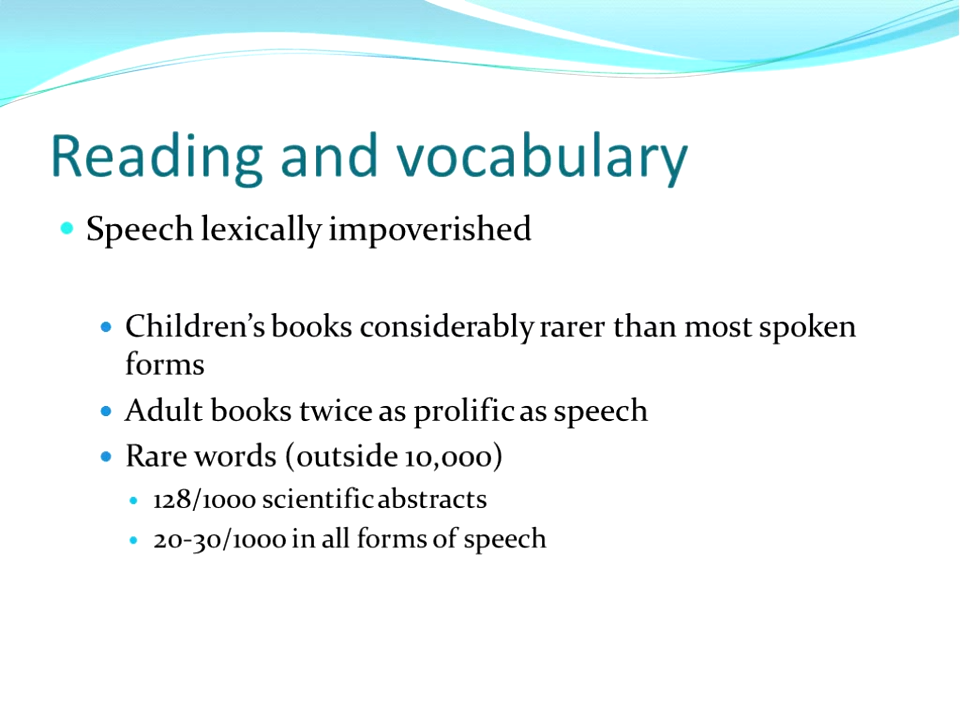 Reading and vocabulary
Speech lexically impoverished
Children’s books considerably rarer than most spoken
forms
Adult books twice as prolific as speech
Rare words (outside 10,000)
128/1000 scientific abstracts
20-30/1000 in all forms of speech